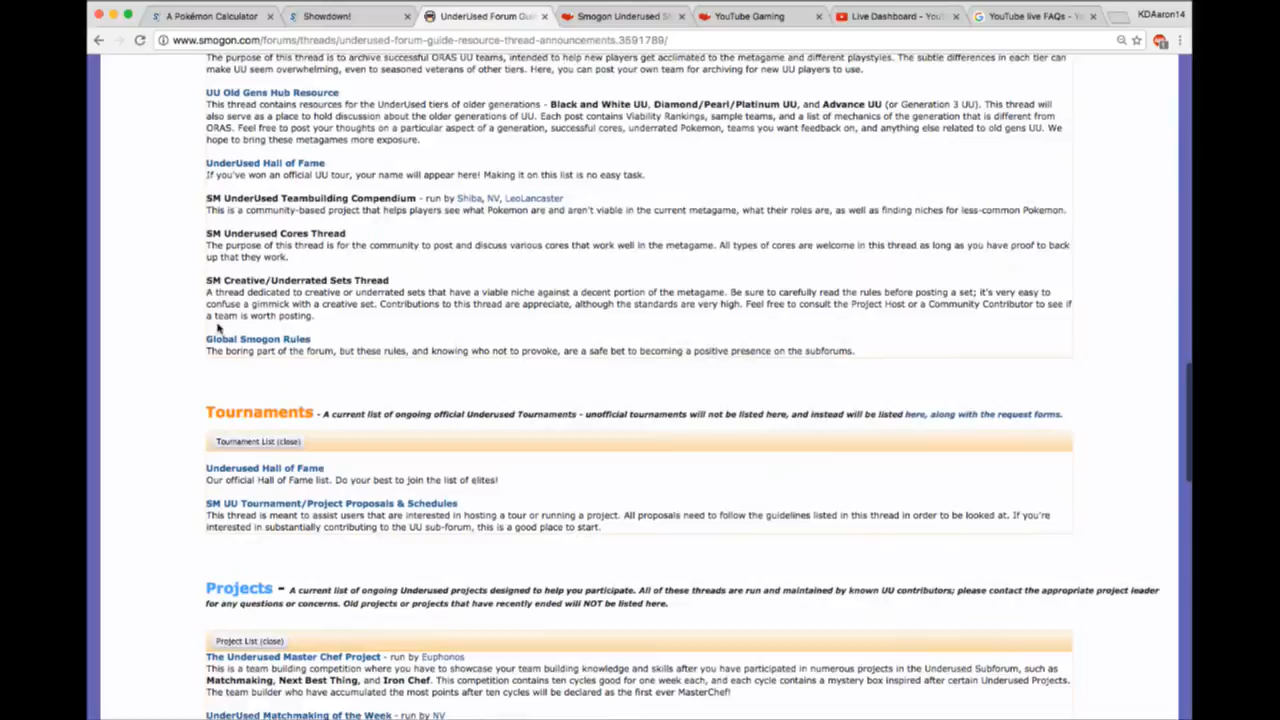 A Pokémon Calculator
Showdown!
UnderUsed Forum Gui
Smogon Underused S
YouTube Gaming
Live Dashboard - YouT
YouTube live FAQs - Yo
KDAaron14
www.smogon.com/forums/threads/underused-forum-guide-resource-thread-announcements.3591789/
The purpose of this thread is to archive successful ORAS UU teams, intended to help new players get acclimated to the metagame and different playstyles. The subtle differences in each tier can
make UU seem overwhelming, even to seasoned veterans of other tiers. Here, you can post your own team for archiving for new UU players to use.
UU Old Gens Hub Resource
This thread contains resources for the UnderUsed tiers of older generations - Black and White UU, Diamond/Pearl/Platinum UU, and Advance UU (or Generation 3 UU). This thread will
also serve as a place to hold discussion about the older generations of UU. Each post contains Viability Rankings, sample teams, and a list of mechanics of the generation that is different from
ORAS. Feel free to post your thoughts on a particular aspect of a generation, successful cores, underrated Pokemon, teams you want feedback on, and anything else related to old gens UU. We
hope to bring these metagames more exposure.
UnderUsed Hall of Fame
If you've won an official UU tour, your name will appear here! Making it on this list is no easy task.
SM UnderUsed Teambuilding Compendium - run by Shiba, NV, LeoLancaster
This is a community-based project that helps players see what Pokemon are and aren't viable in the current metagame, what their roles are, as well as finding niches for less-common Pokemon.
SM Underused Cores Thread
The purpose of this thread is for the community to post and discuss various cores that work well in the metagame. All types of cores are welcome in this thread as long as you have proof to back
up that they work.
SM Creative/Underrated Sets Thread
A thread dedicated to creative or underrated sets that have a viable niche against a decent portion of the metagame. Be sure to carefully read the rules before posting a set; it's very easy to
confuse a gimmick with a creative set. Contributions to this thread are appreciate, although the standards are very high. Feel free to consult the Project Host or a Community Contributor to see if
a team is worth posting.
Global Smogon Rules
The boring part of the forum, but these rules, and knowing who not to provoke, are a safe bet to becoming a positive presence on the subforums.
Tournaments - A current list of ongoing official Underused Tournaments - unofficial tournaments will not be listed here, and instead will be listed here, along with the request forms.
Tournament List (close)
Underused Hall of Fame
Our official Hall of Fame list. Do your best to join the list of elites!
SM UU Tournament/Project Proposals & Schedules
This thread is meant to assist users that are interested in hosting a tour or running a project. All proposals need to follow the guidelines listed in this thread in order to be looked at. If you're
interested in substantially contributing to the UU sub-forum, this is a good place to start.
Projects - A current list of ongoing Underused projects designed to help you participate. All of these threads are run and maintained by known UU contributors; please contact the appropriate project leader
for any questions or concerns. Old projects or projects that have recently ended will NOT be listed here.
Project List (close)
The Underused Master Chef Project - run by Euphonos
This is a team building competition where you have to showcase your team building knowledge and skills after you have participated in numerous projects in the Underused Subforum, such as
Matchmaking, Next Best Thing, and Iron Chef. This competition contains ten cycles good for one week each, and each cycle contains a mystery box inspired after certain Underused Projects.
The team builder who have accumulated the most points after ten cycles will be declared as the first ever MasterChef!
UnderUsed Matchmaking of the Week - run by NV